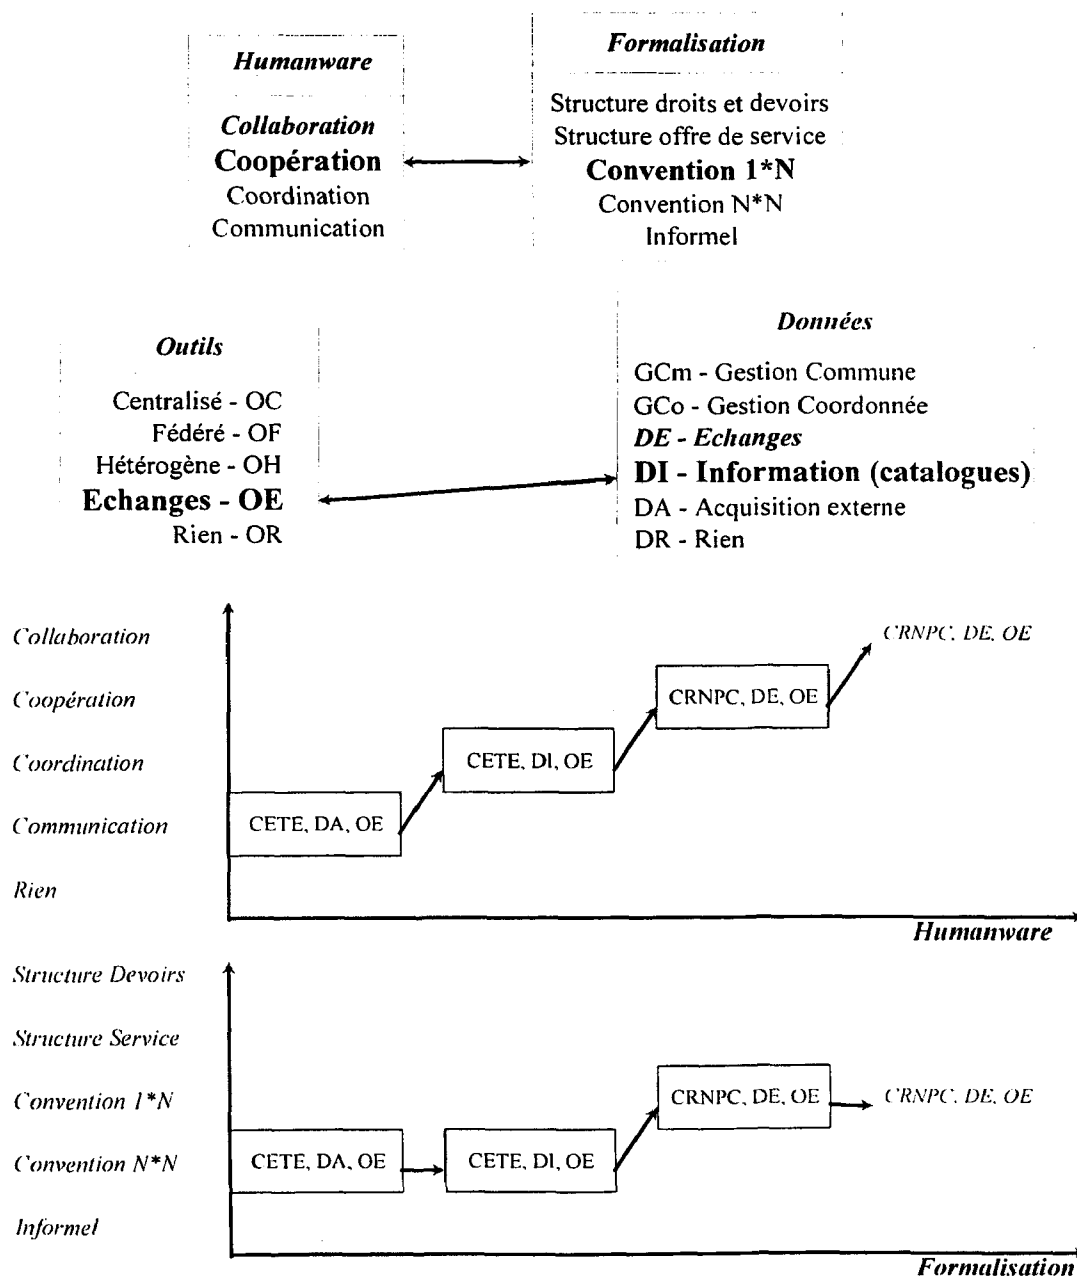 Humanware
Collaboration
Coopération
Coordination
Communication
Formalisation
Structure droits et devoirs
Structure offre de service
Convention 1*N
Convention N*N
Informel
Outils
Centralisé - OC
Fédéré - OF
Hétérogène - OH
Echanges - OE
Rien - OR
Données
GCm - Gestion Commune
GCo - Gestion Coordonnée
DE - Echanges
DI - Information (catalogues)
DA - Acquisition externe
DR - Rien
Collaboration
CRNPC, DE, OE
Coopération
CRNPC, DE, OE
Coordination
CETE, DI, OE
Communication
CETE, DA, OE
Rien
Humanware
Structure Devoirs
Structure Service
Convention 1*N
CRNPC, DE, OE
CRNPC, DE, OE
Convention N*N
CETE, DA, OE
CETE, DI, OE
Informel
Formalisation